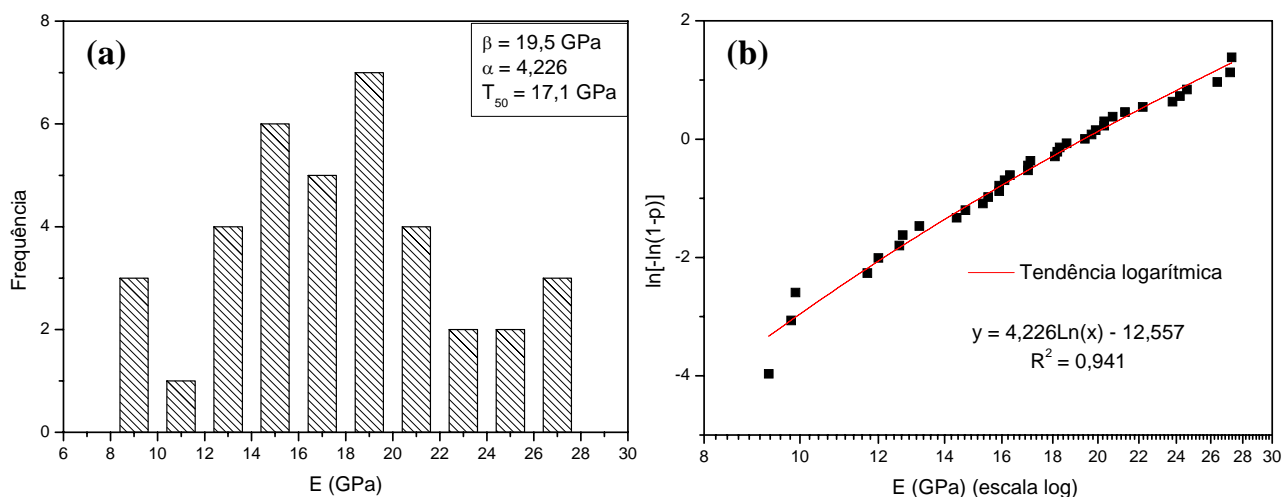 (a)
β = 19,5 GPa
α = 4,226
T50 = 17,1 GPa
Frequência
8
6
4
2
0
6 8 10 12 14 16 18 20 22 24 26 28 30
E (GPa)
(b)
ln[-ln(1-p)]
2
0
-2
-4
Tendência logarítmica
y = 4,226Ln(x) - 12,557
R² = 0,941
8 10 12 14 16 18 20 22 24 26 28 30
E (GPa) (escala log)